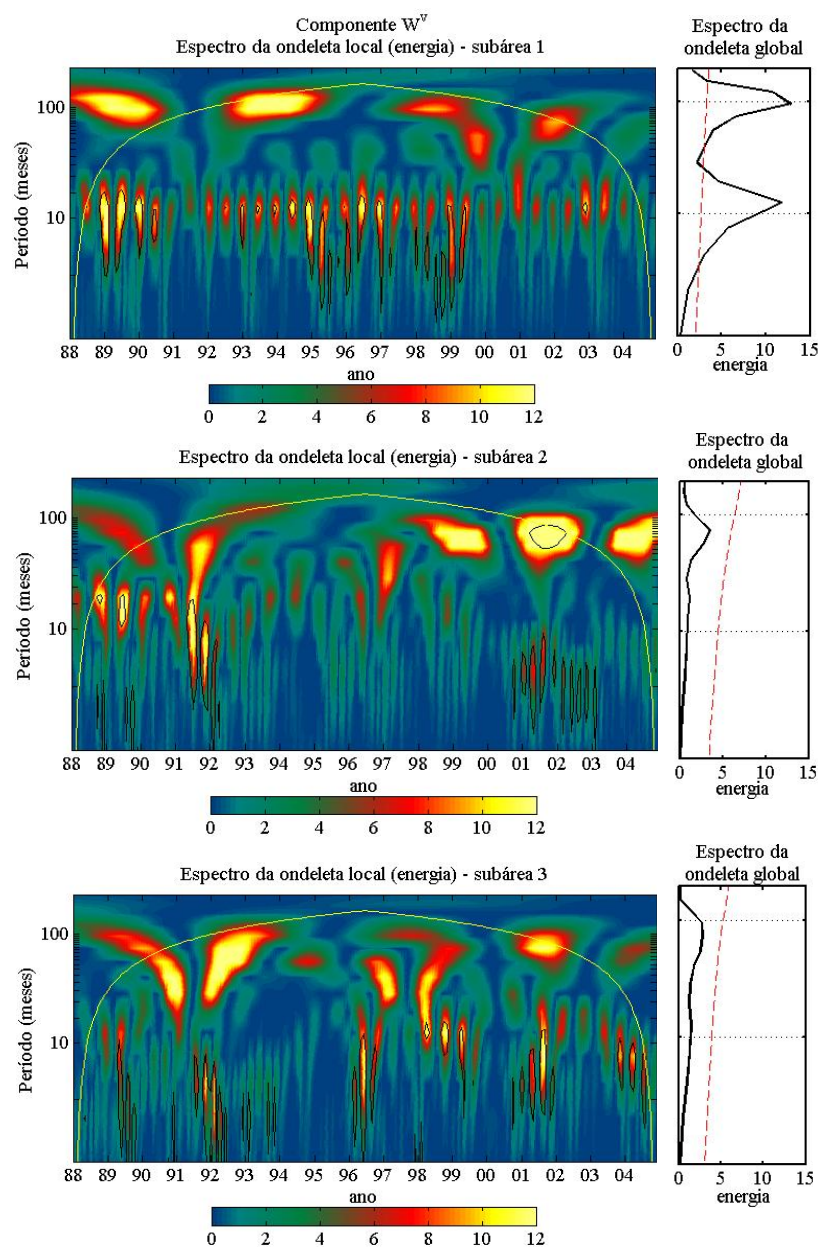 Componente Wᵛ
Espectro da ondeleta local (energia) - subárea 1
Espectro da
ondeleta global
Período (meses)
100
10
88 89 90 91 92 93 94 95 96 97 98 99 00 01 02 03 04
ano
0 5 10 15
energia
0 2 4 6 8 10 12
Espectro da ondeleta local (energia) - subárea 2
Espectro da
ondeleta global
Período (meses)
100
10
88 89 90 91 92 93 94 95 96 97 98 99 00 01 02 03 04
ano
0 5 10 15
energia
0 2 4 6 8 10 12
Espectro da ondeleta local (energia) - subárea 3
Espectro da
ondeleta global
Período (meses)
100
10
88 89 90 91 92 93 94 95 96 97 98 99 00 01 02 03 04
ano
0 5 10 15
energia
0 2 4 6 8 10 12